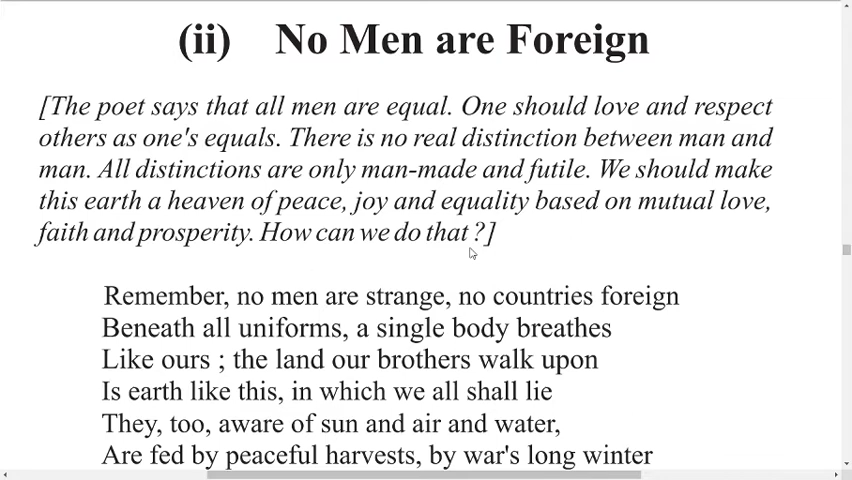 (ii) No Men are Foreign
[The poet says that all men are equal. One should love and respect
others as one's equals. There is no real distinction between man and
man. All distinctions are only man-made and futile. We should make
this earth a heaven of peace, joy and equality based on mutual love,
faith and prosperity. How can we do that ?]
Remember, no men are strange, no countries foreign
Beneath all uniforms, a single body breathes
Like ours ; the land our brothers walk upon
Is earth like this, in which we all shall lie
They, too, aware of sun and air and water,
Are fed by peaceful harvests, by war's long winter